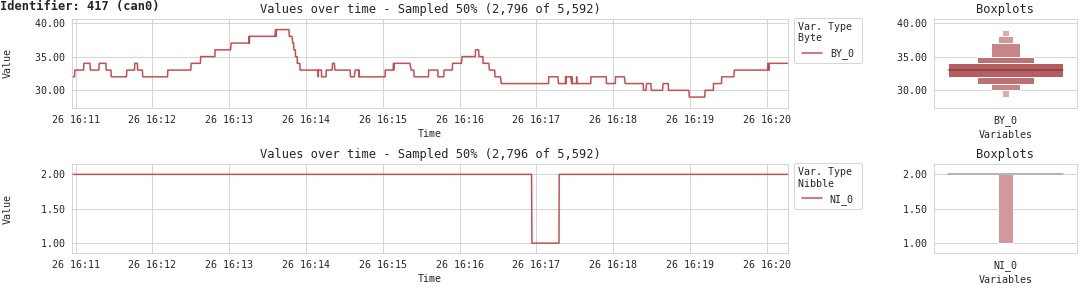 Identifier: 417 (can0)
Values over time - Sampled 50% (2,796 of 5,592)
Boxplots
Value
40.00
35.00
30.00
26 16:11 26 16:12 26 16:13 26 16:14 26 16:15 26 16:16 26 16:17 26 16:18 26 16:19 26 16:20
Time
Var. Type
Byte
BY_0
40.00
35.00
30.00
BY_0
Variables
Values over time - Sampled 50% (2,796 of 5,592)
Boxplots
Value
2.00
1.50
1.00
26 16:11 26 16:12 26 16:13 26 16:14 26 16:15 26 16:16 26 16:17 26 16:18 26 16:19 26 16:20
Time
Var. Type
Nibble
NI_0
2.00
1.50
1.00
NI_0
Variables